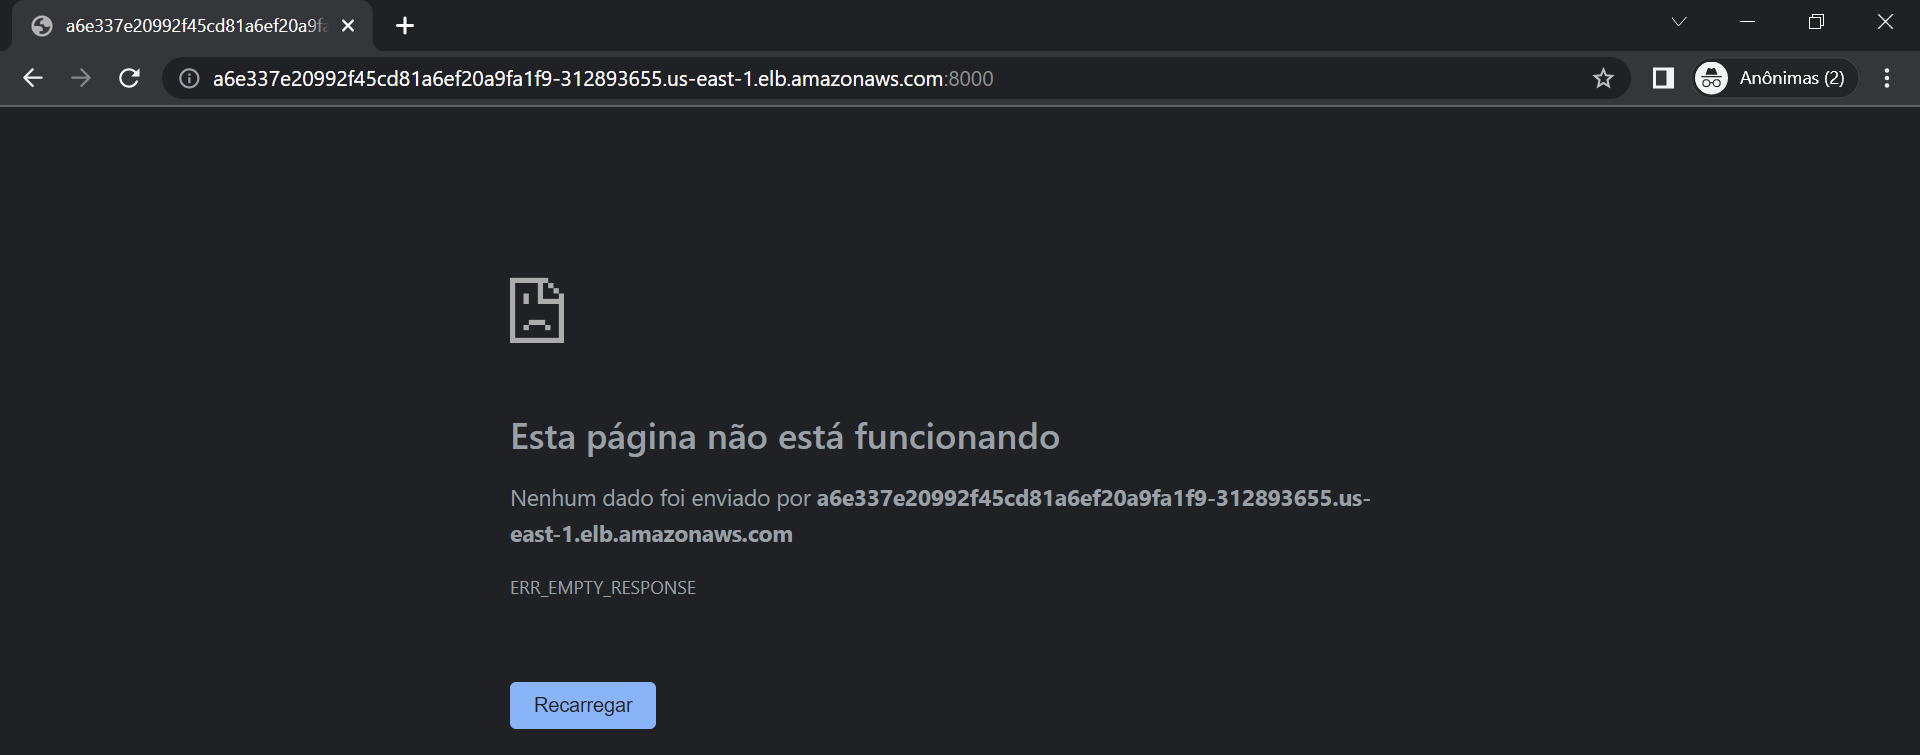 a6e337e20992f45cd81a6ef20a9fa
a6e337e20992f45cd81a6ef20a9fa1f9-312893655.us-east-1.elb.amazonaws.com:8000
Anônimas (2)
Esta página não está funcionando
Nenhum dado foi enviado por a6e337e20992f45cd81a6ef20a9fa1f9-312893655.us-
east-1.elb.amazonaws.com
ERR_EMPTY_RESPONSE
Recarregar